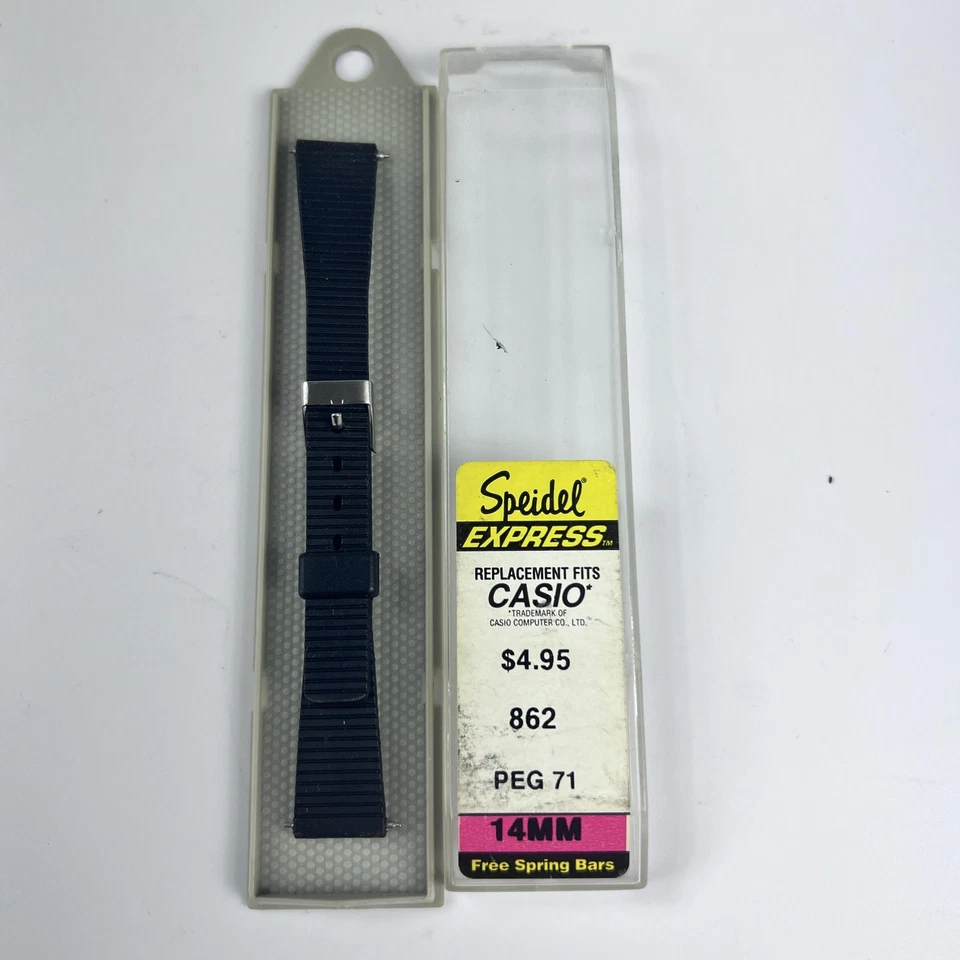 Speidel®
EXPRESS™
REPLACEMENT FITS
CASIO*
*TRADEMARK OF
CASIO COMPUTER CO., LTD.
$4.95
862
PEG 71
14MM
Free Spring Bars